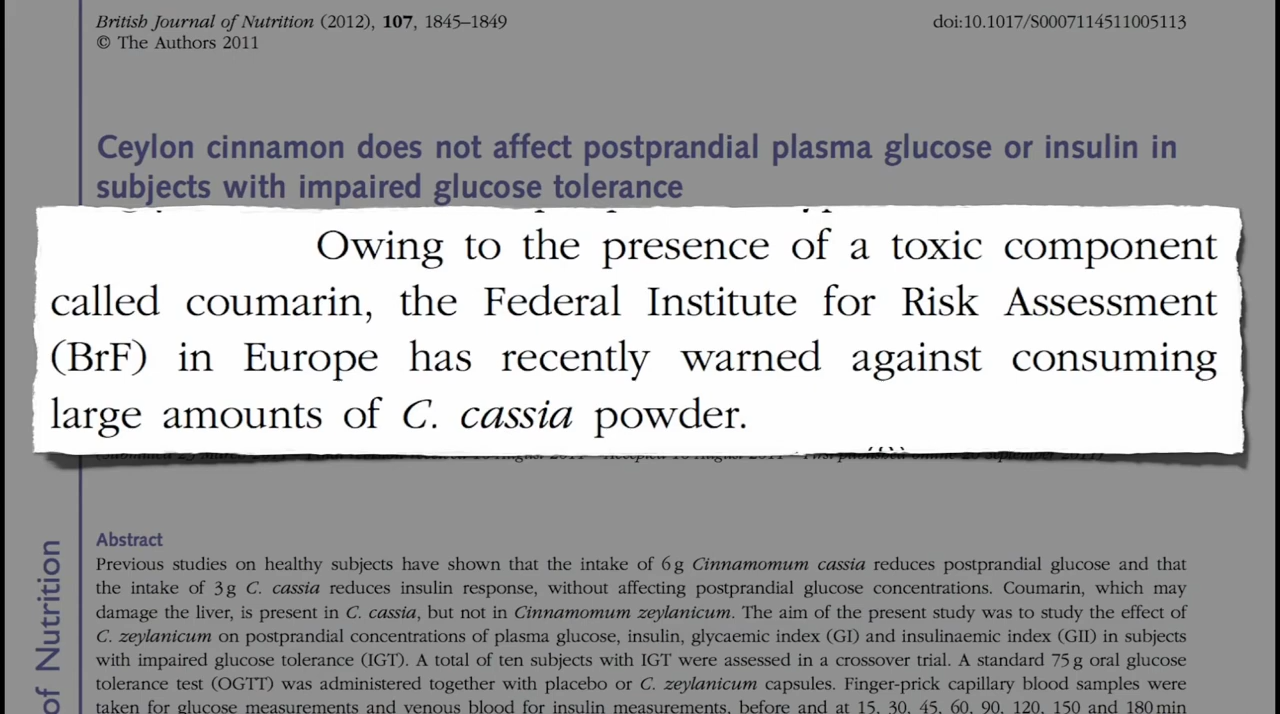 British Journal of Nutrition (2012), 107, 1845–1849
doi:10.1017/S0007114511005113
© The Authors 2011
Ceylon cinnamon does not affect postprandial plasma glucose or insulin in
subjects with impaired glucose tolerance
Owing to the presence of a toxic component
called coumarin, the Federal Institute for Risk Assessment
(BrF) in Europe has recently warned against consuming
large amounts of C. cassia powder.
Abstract
Previous studies on healthy subjects have shown that the intake of 6 g Cinnamomum cassia reduces postprandial glucose and that
the intake of 3 g C. cassia reduces insulin response, without affecting postprandial glucose concentrations. Coumarin, which may
damage the liver, is present in C. cassia, but not in Cinnamomum zeylanicum. The aim of the present study was to study the effect of
C. zeylanicum on postprandial concentrations of plasma glucose, insulin, glycaemic index (GI) and insulinaemic index (GII) in subjects
with impaired glucose tolerance (IGT). A total of ten subjects with IGT were assessed in a crossover trial. A standard 75 g oral glucose
tolerance test (OGTT) was administered together with placebo or C. zeylanicum capsules. Finger-prick capillary blood samples were
taken for glucose measurements and venous blood for insulin measurements, before and at 15, 30, 45, 60, 90, 120, 150 and 180 min
of Nutrition